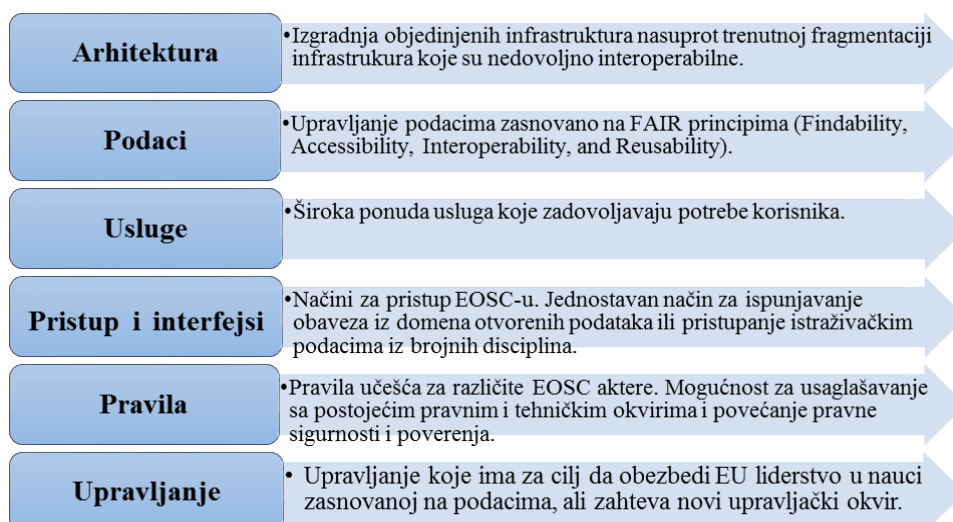 Arhitektura
•Izgradnja objedinjenih infrastruktura nasuprot trenutnoj fragmentaciji
infrastrukura koje su nedovoljno interoperabilne.
Podaci
•Upravljanje podacima zasnovano na FAIR principima (Findability,
Accessibility, Interoperability, and Reusability).
Usluge
•Široka ponuda usluga koje zadovoljavaju potrebe korisnika.
Pristup i interfejsi
•Načini za pristup EOSC-u. Jednostavan način za ispunjavanje
obaveza iz domena otvorenih podataka ili pristupanje istraživačkim
podacima iz brojnih disciplina.
Pravila
•Pravila učešća za različite EOSC aktere. Mogućnost za usaglašavanje
sa postojećim pravnim i tehničkim okvirima i povećanje pravne
sigurnosti i poverenja.
Upravljanje
• Upravljanje koje ima za cilj da obezbedi EU liderstvo u nauci
zasnovanoj na podacima, ali zahteva novi upravljački okvir.